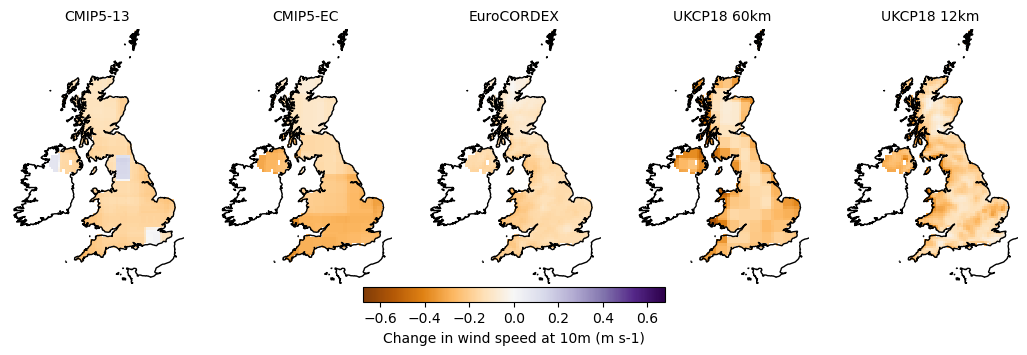 CMIP5-13 CMIP5-EC EuroCORDEX UKCP18 60km UKCP18 12km
−0.6 −0.4 −0.2 0.0 0.2 0.4 0.6
Change in wind speed at 10m (m s-1)